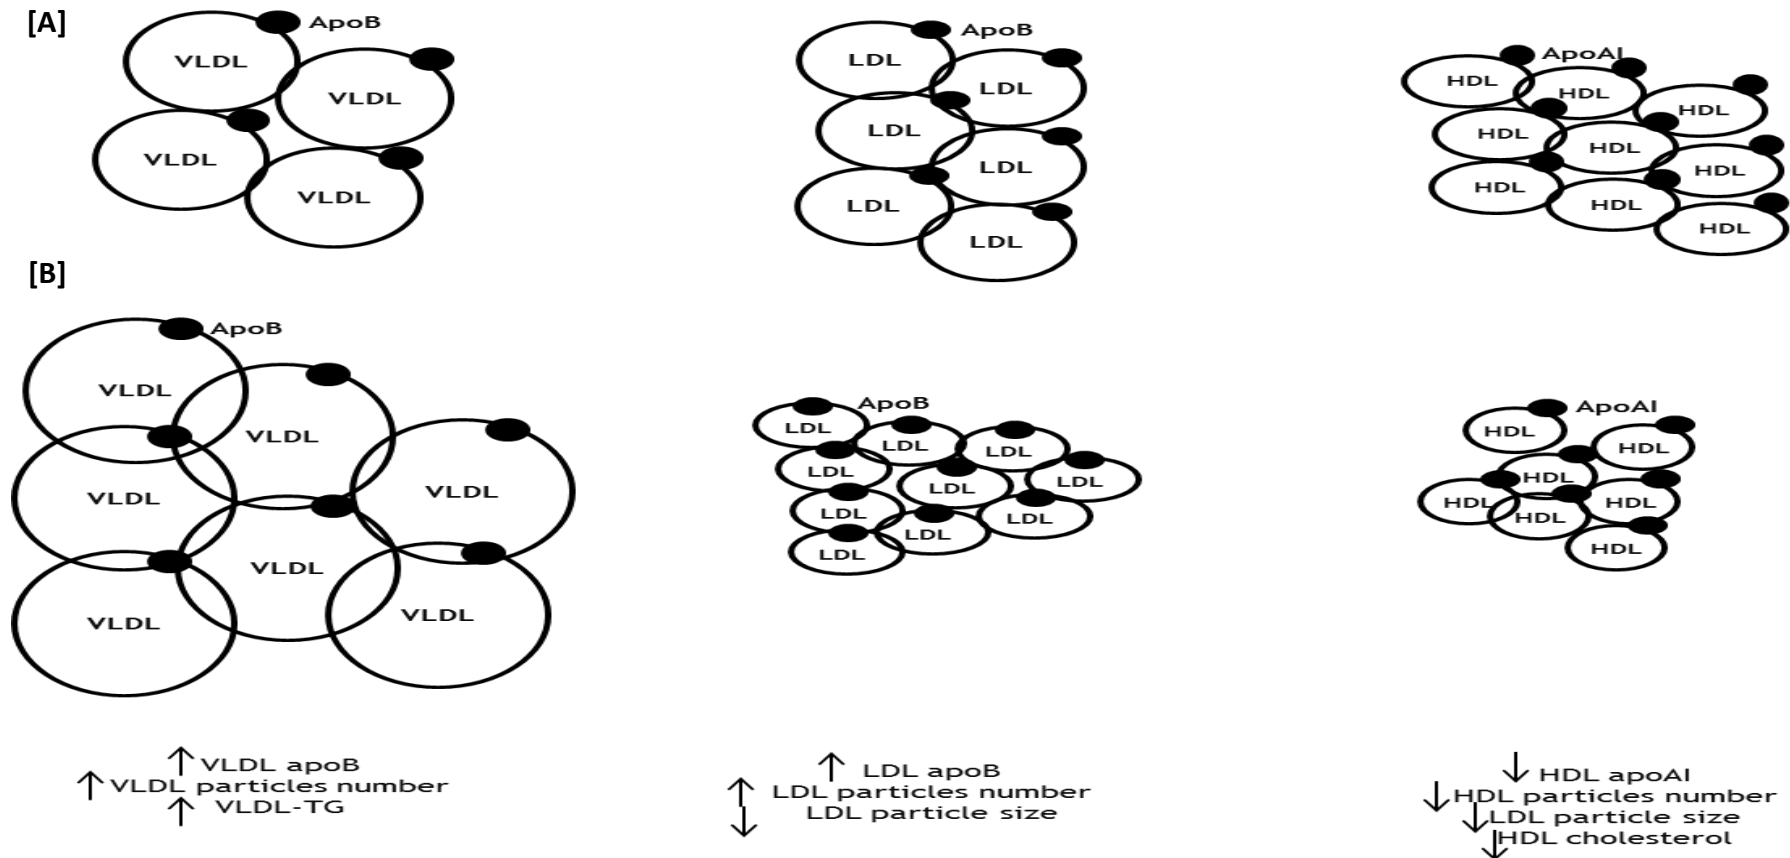 [A]
ApoB
VLDL
VLDL
VLDL
VLDL
ApoB
LDL
LDL
LDL
LDL
LDL
LDL
ApoAI
HDL
HDL
HDL
HDL
HDL
HDL
HDL
HDL
HDL
[B]
ApoB
VLDL
VLDL
VLDL
VLDL
VLDL
VLDL
VLDL
ApoB
LDL
LDL
LDL
LDL
LDL
LDL
LDL
LDL
LDL
LDL
ApoAI
HDL
HDL
HDL
HDL
HDL
HDL
HDL
↑ VLDL apoB
↑ VLDL particles number
↑ VLDL-TG
↑ LDL apoB
↑ LDL particles number
↓ LDL particle size
↓ HDL apoAI
↓ HDL particles number
↓ LDL particle size
↓ HDL cholesterol